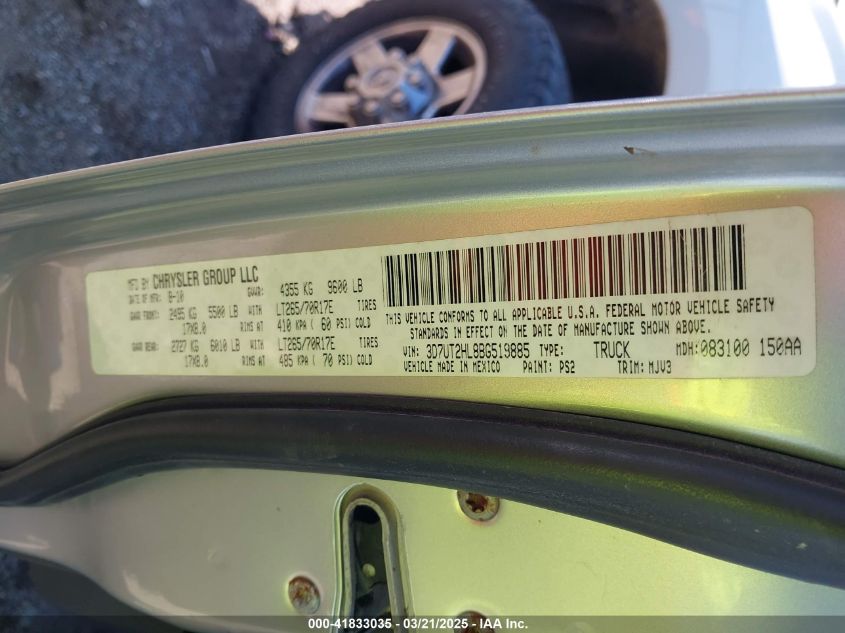 MFG BY CHRYSLER GROUP LLC
DATE OF MFR: 8-10 GVWR: 4355 KG 9600 LB
GAWR FRONT: 2495 KG 5500 LB WITH LT265/70R17E TIRES
17X8.0 RIMS AT 410 KPA ( 60 PSI) COLD
GAWR REAR: 2727 KG 6010 LB WITH LT265/70R17E TIRES
17X8.0 RIMS AT 485 KPA ( 70 PSI) COLD
THIS VEHICLE CONFORMS TO ALL APPLICABLE U.S.A. FEDERAL MOTOR VEHICLE SAFETY
STANDARDS IN EFFECT ON THE DATE OF MANUFACTURE SHOWN ABOVE.
VIN: 3D7UT2HL8BG519885 TYPE: TRUCK MDH: 083100 150AA
VEHICLE MADE IN MEXICO PAINT: PS2 TRIM: MJV3
000-41833035 - 03/21/2025 - IAA Inc.